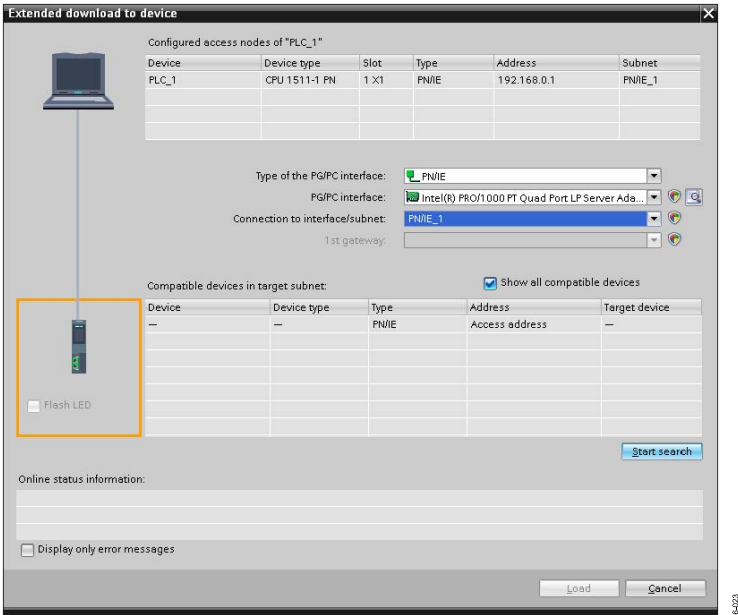 Extended download to device
Configured access nodes of "PLC_1"
Device Device type Slot Type Address Subnet
PLC_1 CPU 1511-1 PN 1 X1 PN/IE 192.168.0.1 PN/IE_1
Type of the PG/PC interface: PN/IE
PG/PC interface: Intel(R) PRO/1000 PT Quad Port LP Server Ada...
Connection to interface/subnet: PN/IE_1
1st gateway:
Compatible devices in target subnet: Show all compatible devices
Device Device type Type Address Target device
— — PN/IE Access address —
Flash LED
Start search
Online status information:
Display only error messages
Load Cancel